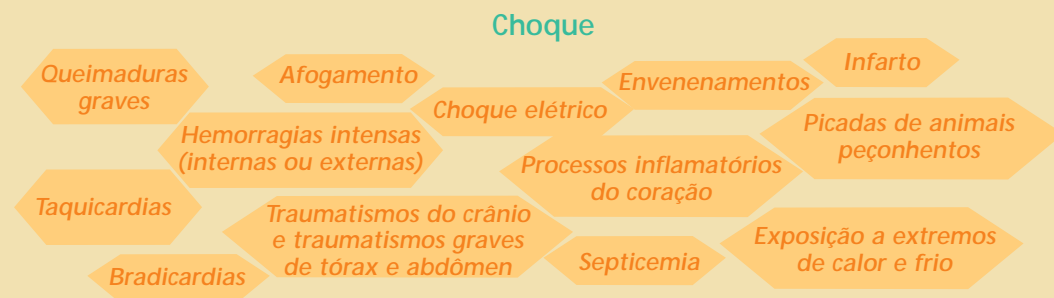 Choque
Queimaduras
graves
Afogamento
Choque elétrico
Envenenamentos
Infarto
Hemorragias intensas
(internas ou externas)
Processos inflamatórios
do coração
Picadas de animais
peçonhentos
Taquicardias
Traumatismos do crânio
e traumatismos graves
de tórax e abdômen
Bradicardias
Septicemia
Exposição a extremos
de calor e frio